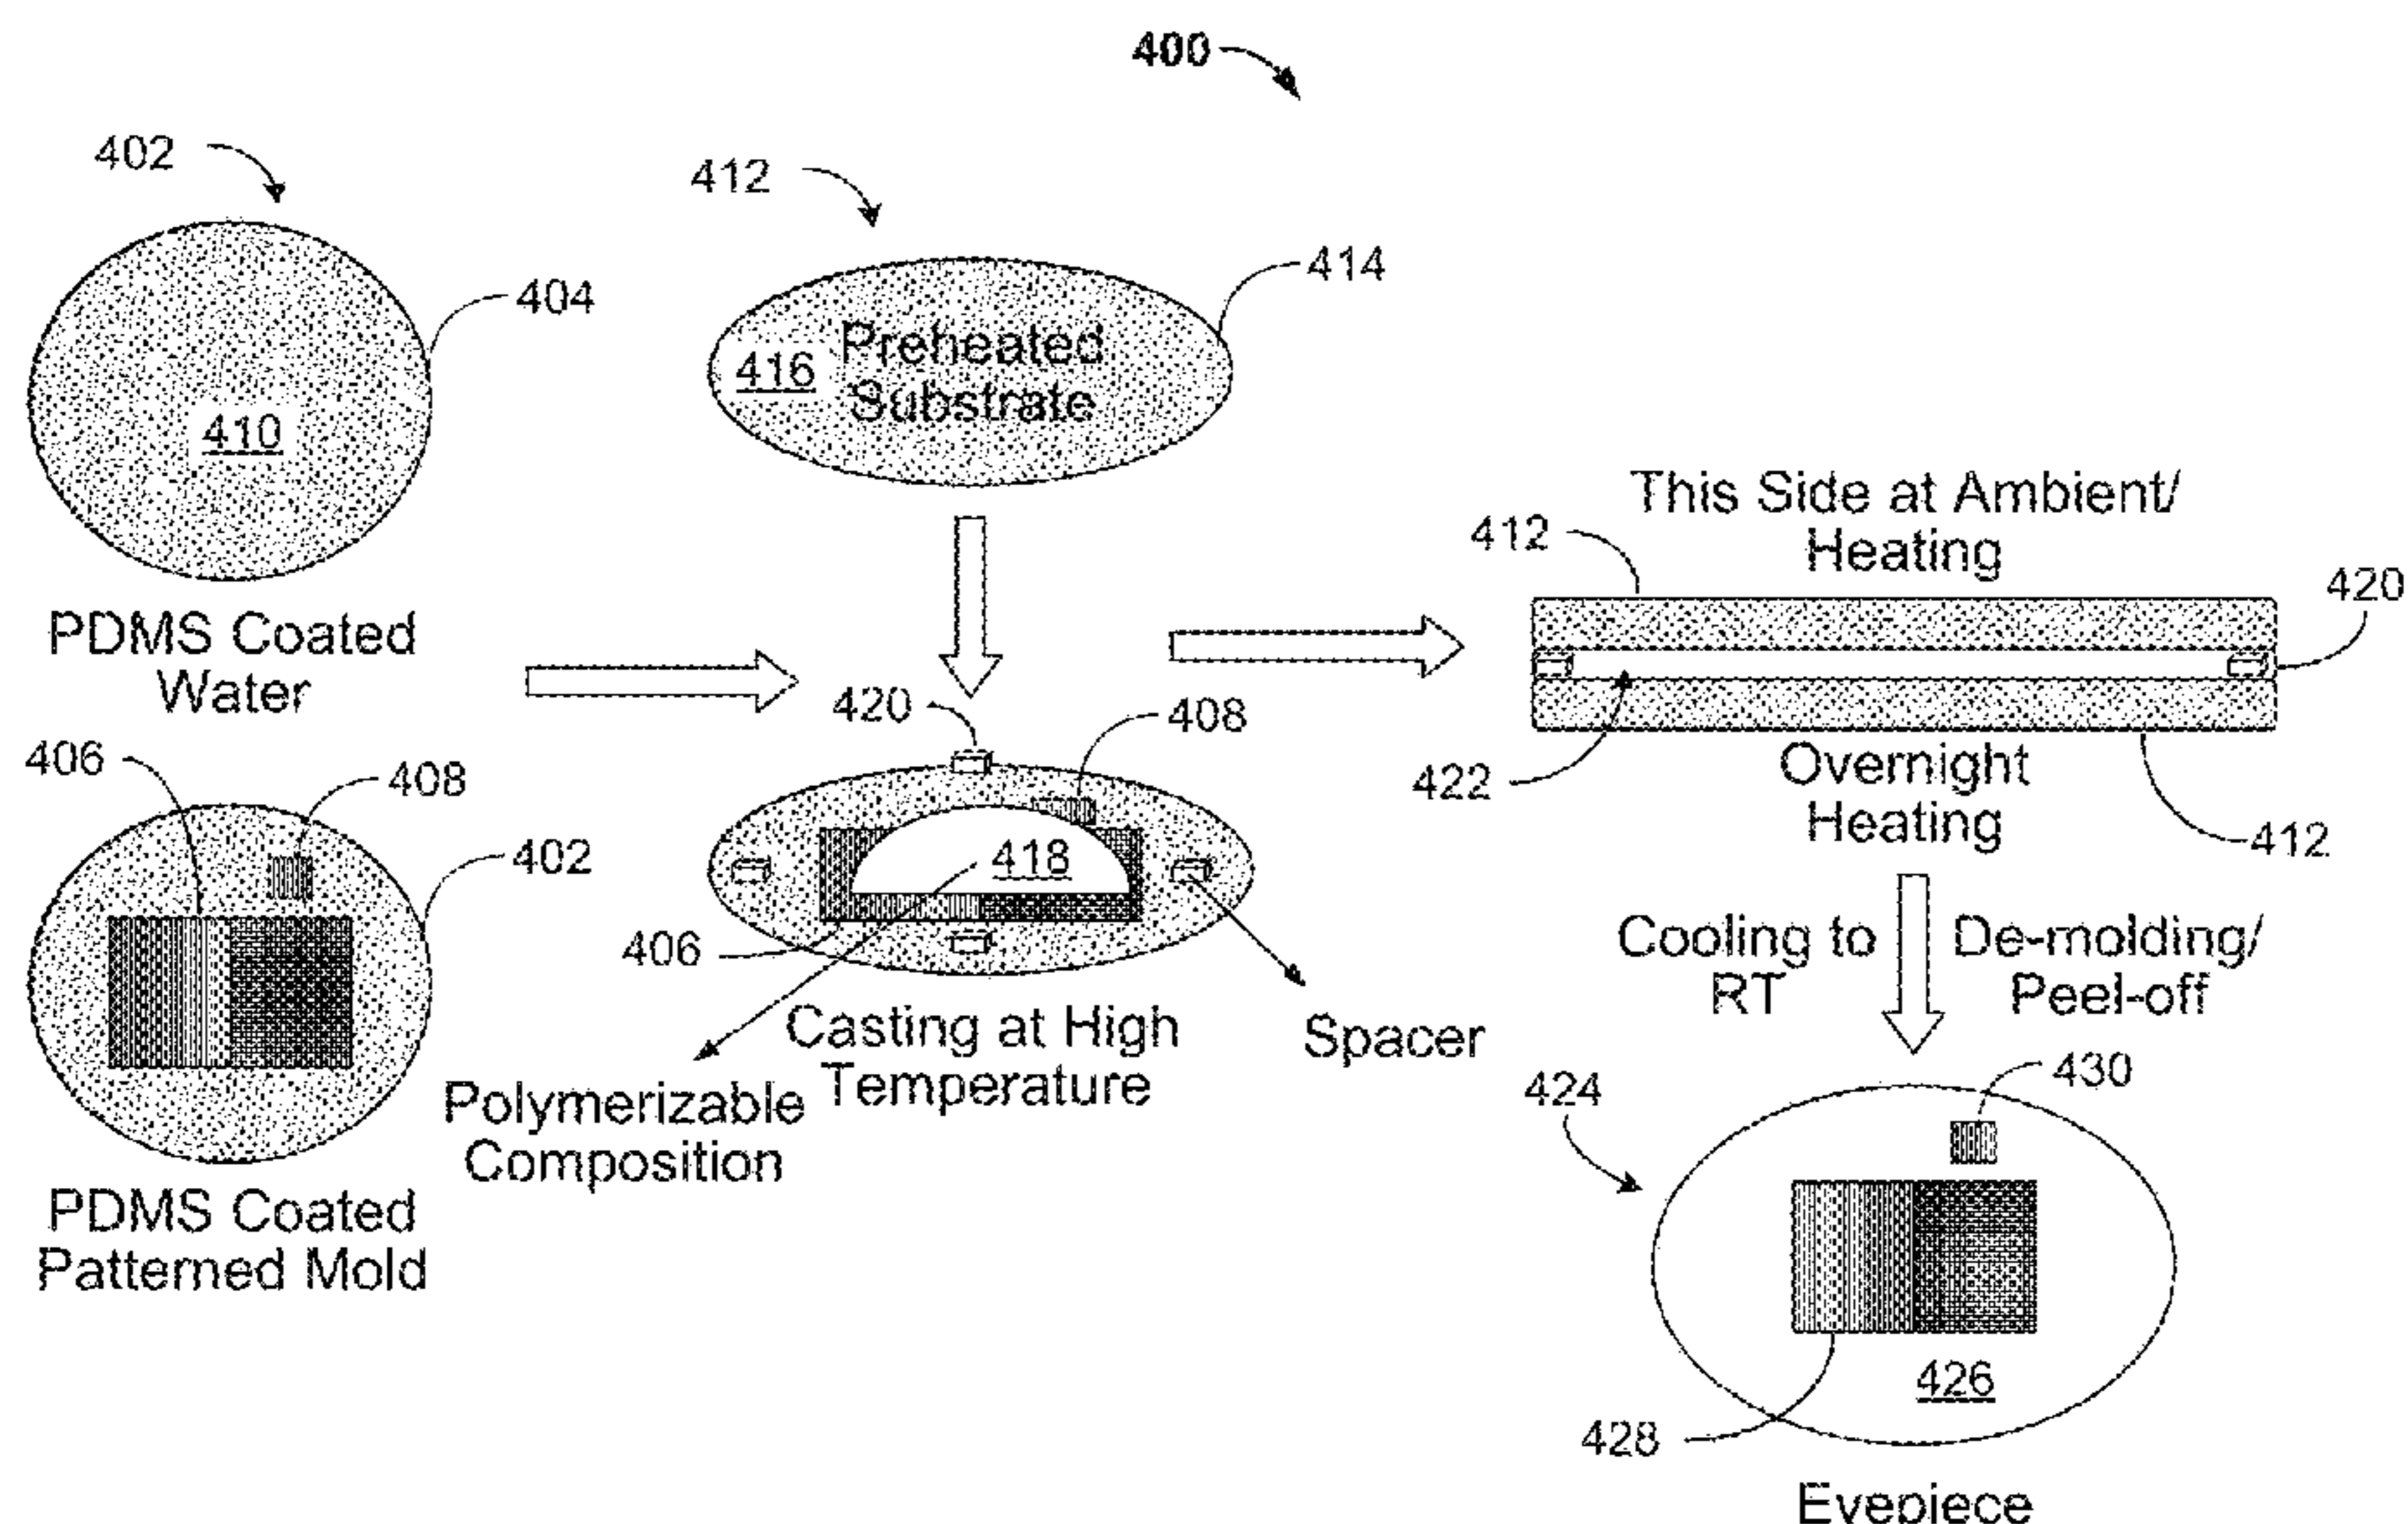 400
402
412
404
414
410
416
Preheated
Substrate
PDMS Coated
Water
This Side at Ambient/
Heating
412
420
420
408
422
Overnight
Heating
412
406
408
402
418
406
Casting at High
Temperature
Spacer
Polymerizable
Composition
PDMS Coated
Patterned Mold
Cooling to
RT
De-molding/
Peel-off
424
430
426
428
Eyepiece